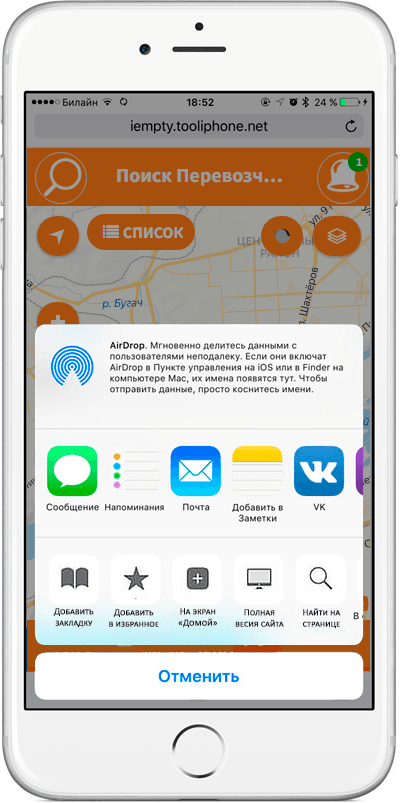 ●●●●○ Билайн 18:52 24 %
iempty.tooliphone.net
Поиск Перевозч...
1
СПИСОК
ул. 9
ЦЕН
РАЙОН
ул. Шахтёров
р. Бугач
AirDrop. Мгновенно делитесь данными с
пользователями неподалеку. Если они включат
AirDrop в Пункте управления на iOS или в Finder на
компьютере Mac, их имена появятся тут. Чтобы
отправить данные, просто коснитесь имени.
Сообщение Напоминания Почта Добавить в
Заметки VK
Добавить
закладку
Добавить
в избранное
На экран
«Домой»
Полная
версия сайта
Найти на
странице
В
Отменить